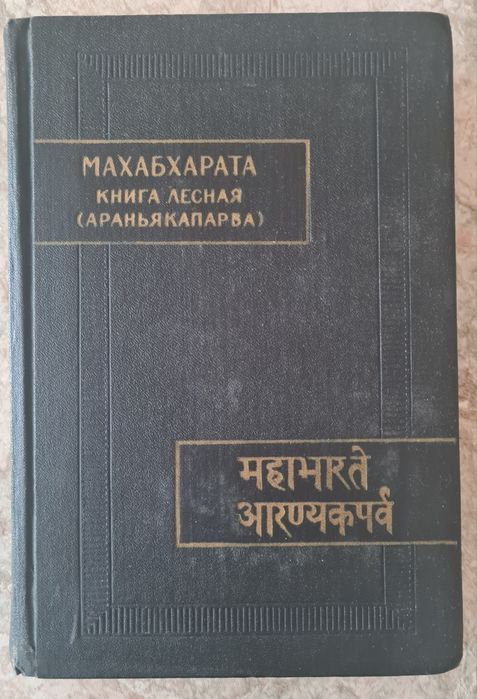 МАХАБХАРАТА
КНИГА ЛЕСНАЯ
(АРАНЬЯКАПАРВА)
महाभारते
आरण्यकपर्व